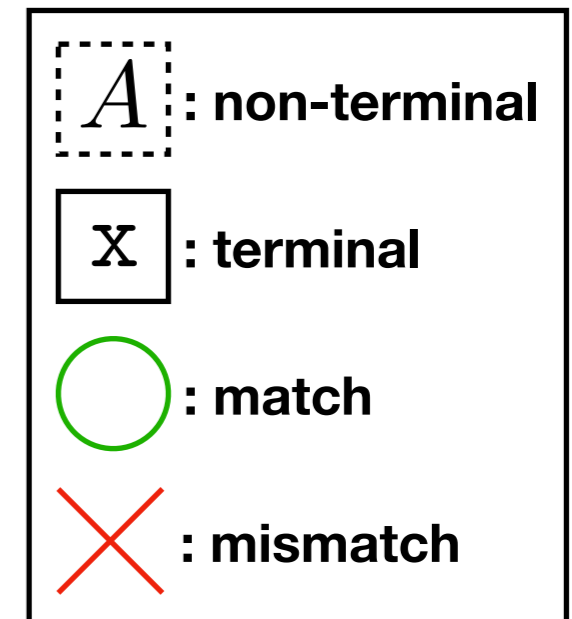 A : non-terminal
x : terminal
: match
: mismatch